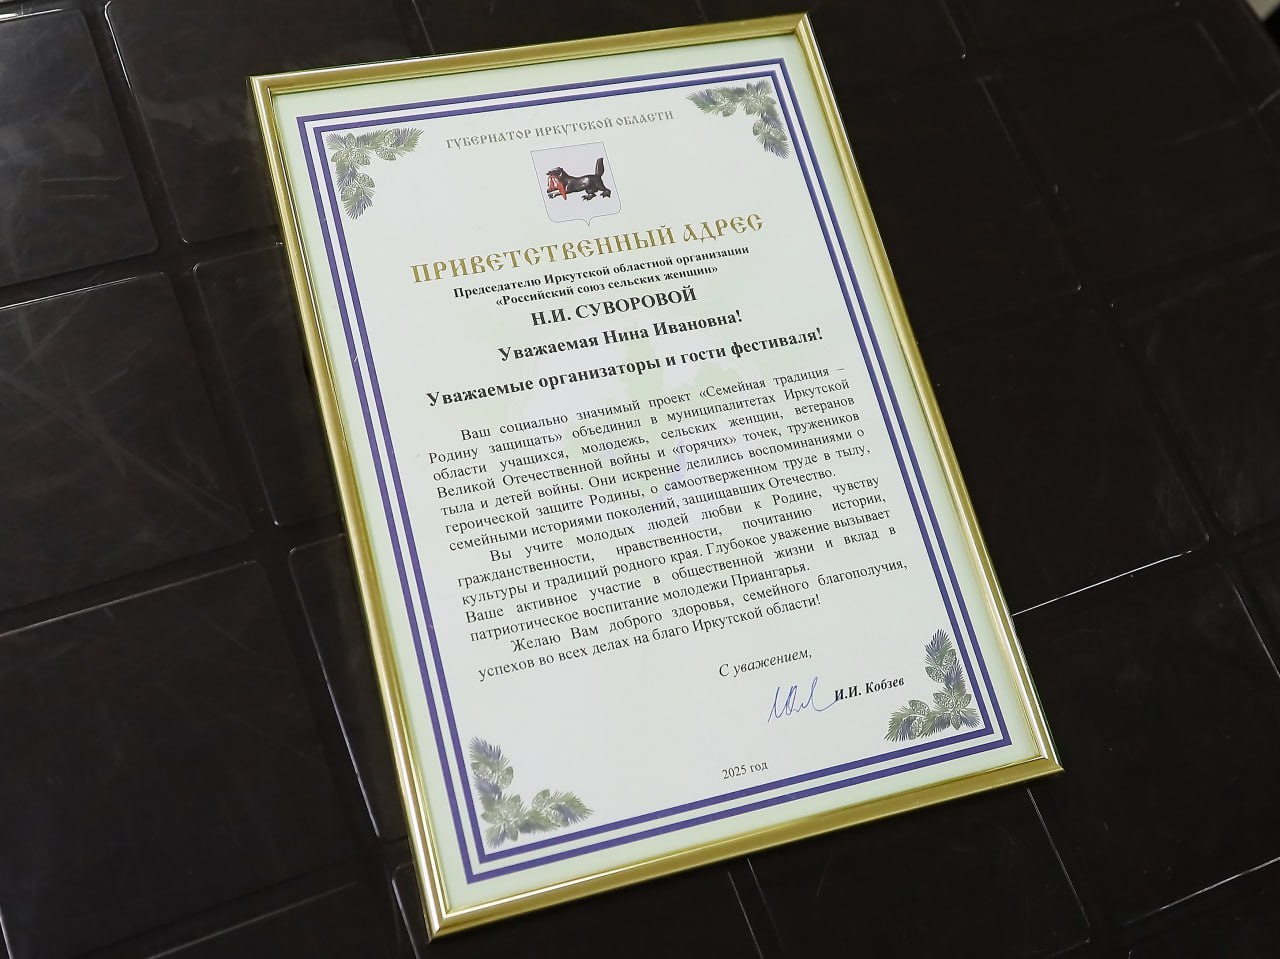 ГУБЕРНАТОР ИРКУТСКОЙ ОБЛАСТИ
ПРИВЕТСТВЕННЫЙ АДРЕС
Председателю Иркутской областной организации
«Российский союз сельских женщин»
Н.И. СУВОРОВОЙ
Уважаемая Нина Ивановна!
Уважаемые организаторы и гости фестиваля!
Ваш социально значимый проект «Семейная традиция –
Родину защищать» объединил в муниципалитетах Иркутской
области учащихся, молодежь, сельских женщин, ветеранов
Великой Отечественной войны и «горячих» точек, тружеников
тыла и детей войны. Они искренне делились воспоминаниями о
героической защите Родины, о самоотверженном труде в тылу,
семейными историями поколений, защищавших Отечество.
Вы учите молодых людей любви к Родине, чувству
гражданственности, нравственности, почитанию истории,
культуры и традиций родного края. Глубокое уважение вызывает
Ваше активное участие в общественной жизни и вклад в
патриотическое воспитание молодежи Приангарья.
Желаю Вам доброго здоровья, семейного благополучия,
успехов во всех делах на благо Иркутской области!
С уважением,
И.И. Кобзев
2025 год